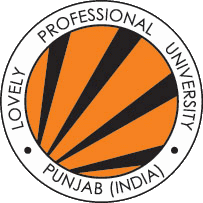 LOVELY PROFESSIONAL UNIVERSITY
PUNJAB (INDIA)